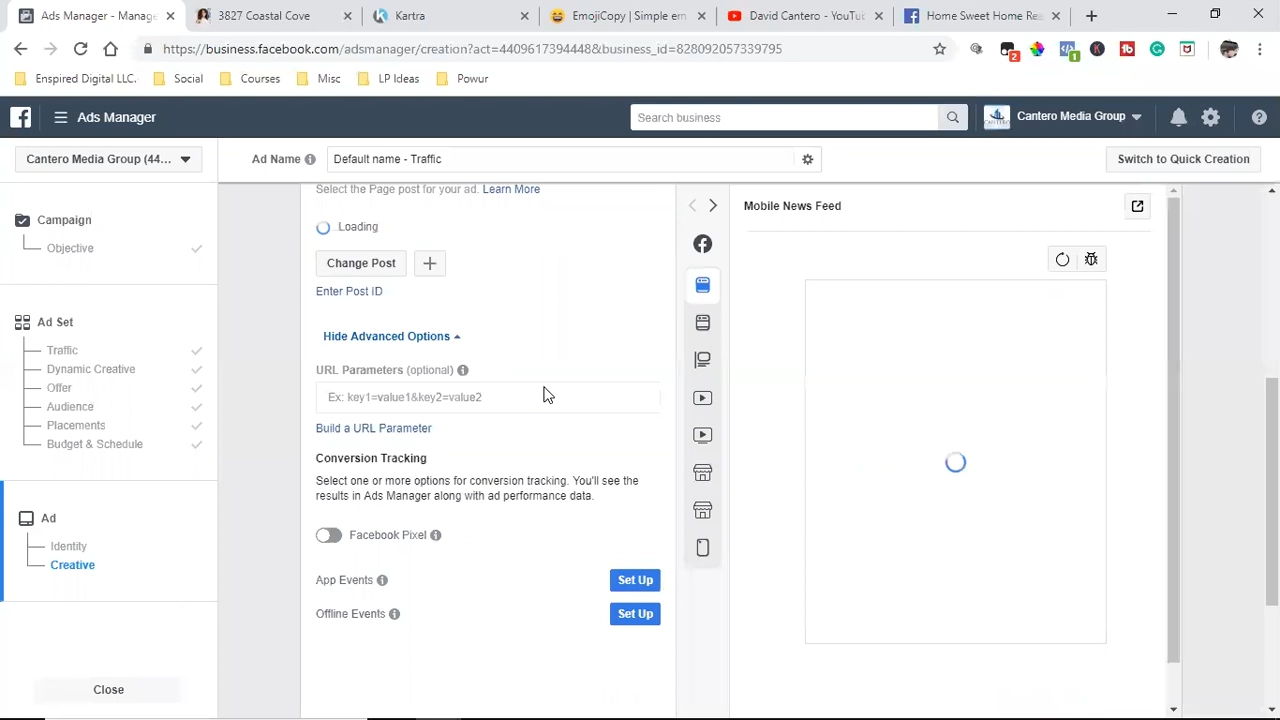 Ads Manager - Manage
3827 Coastal Cove
Kartra
EmojiCopy | Simple em
David Cantero - YouTu
Home Sweet Home Rea
https://business.facebook.com/adsmanager/creation?act=4409617394448&business_id=828092057339795
2
1
Enspired Digital LLC.
Social
Courses
Misc
LP Ideas
Powur
Ads Manager
Search business
Cantero Media Group
Cantero Media Group (44...
Ad Name
Default name - Traffic
Switch to Quick Creation
Campaign
Objective
Ad Set
Traffic
Dynamic Creative
Offer
Audience
Placements
Budget & Schedule
Ad
Identity
Creative
Close
Select the Page post for your ad. Learn More
Loading
Change Post
Enter Post ID
Hide Advanced Options
URL Parameters (optional)
Ex: key1=value1&key2=value2
Build a URL Parameter
Conversion Tracking
Select one or more options for conversion tracking. You'll see the
results in Ads Manager along with ad performance data.
Facebook Pixel
App Events
Set Up
Offline Events
Set Up
Mobile News Feed